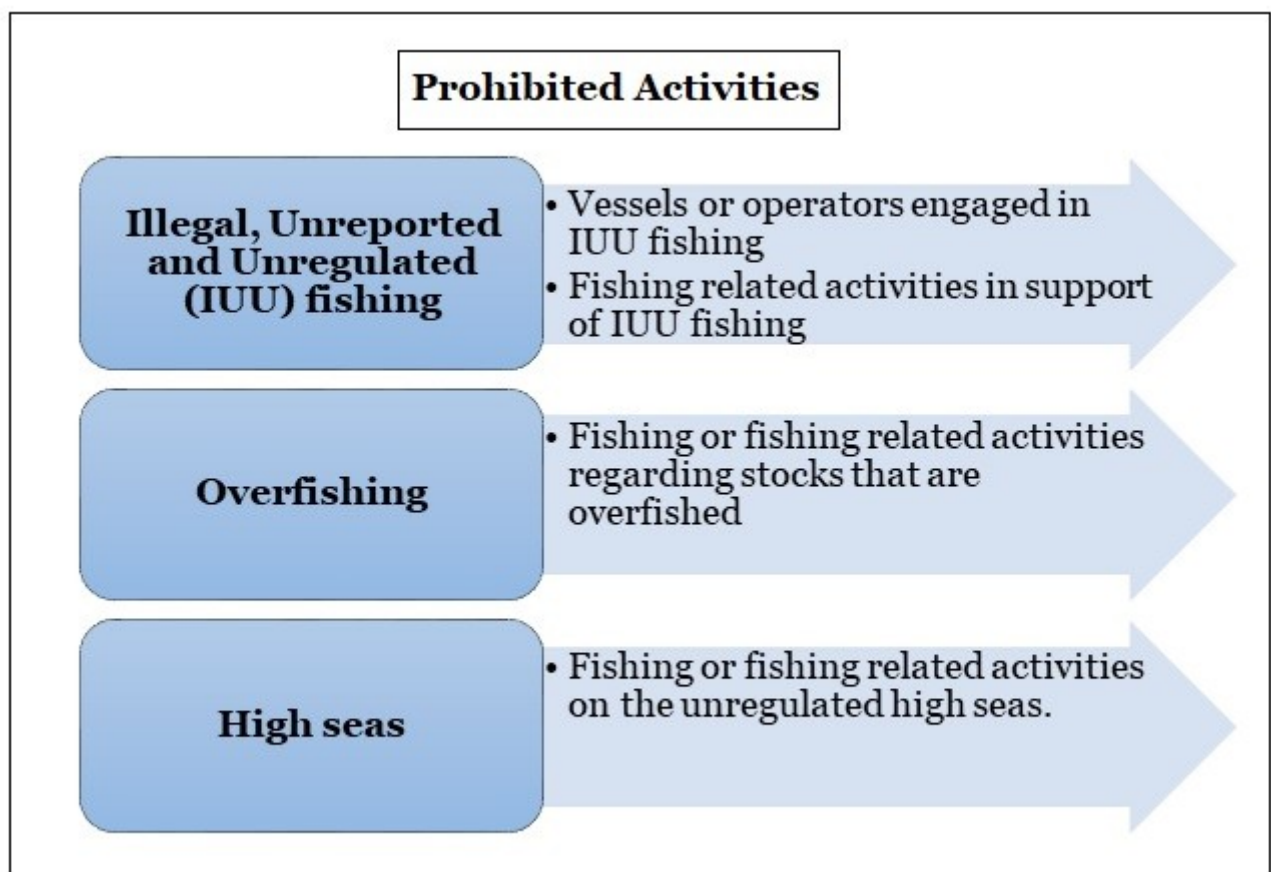 Prohibited Activities
Illegal, Unreported
and Unregulated
(IUU) fishing
• Vessels or operators engaged in
IUU fishing
• Fishing related activities in support
of IUU fishing
Overfishing
• Fishing or fishing related activities
regarding stocks that are
overfished
High seas
• Fishing or fishing related activities
on the unregulated high seas.